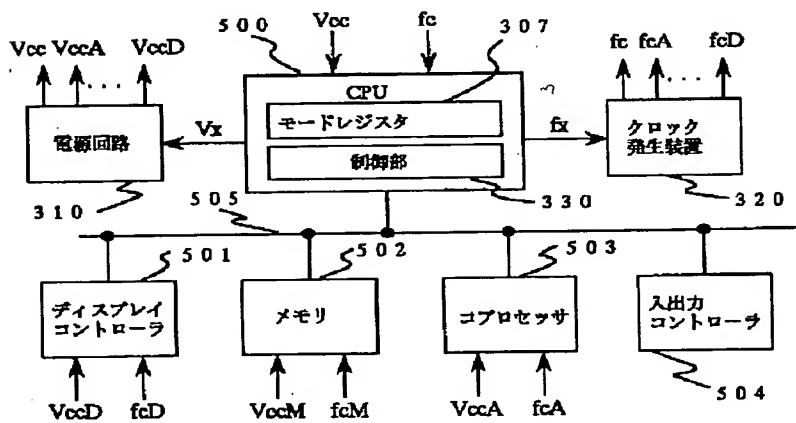 Vcc VccA VccD
. . . .
500
Vcc
fc
307
fc fcA fcD
. . . .
CPU
モードレジスタ
制御部
電源回路
Vx
fx
クロック
発生装置
310
505
330
320
501
502
503
ディスプレイ
コントローラ
メモリ
コプロセッサ
入出力
コントローラ
504
VccD
fcD
VccM
fcM
VccA
fcA